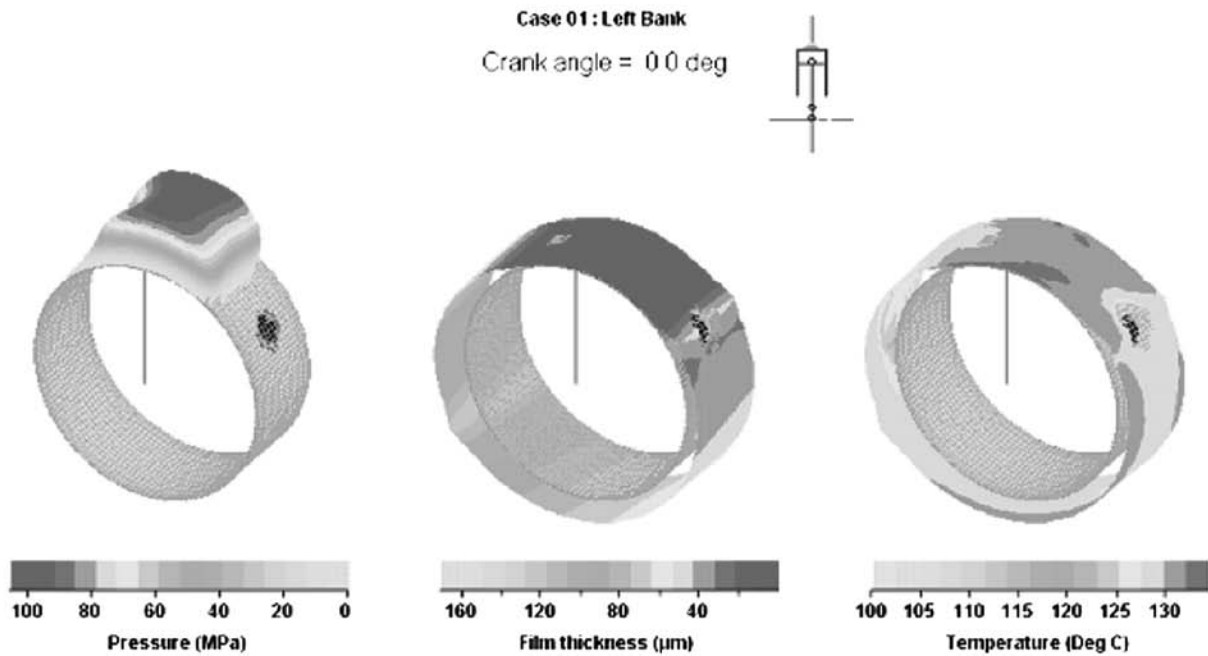 Case 01 : Left Bank
Crank angle = 0 0 deg
100 80 60 40 20 0
Pressure (MPa)
160 120 80 40
Film thickness (µm)
100 105 110 115 120 125 130
Temperature (Deg C)